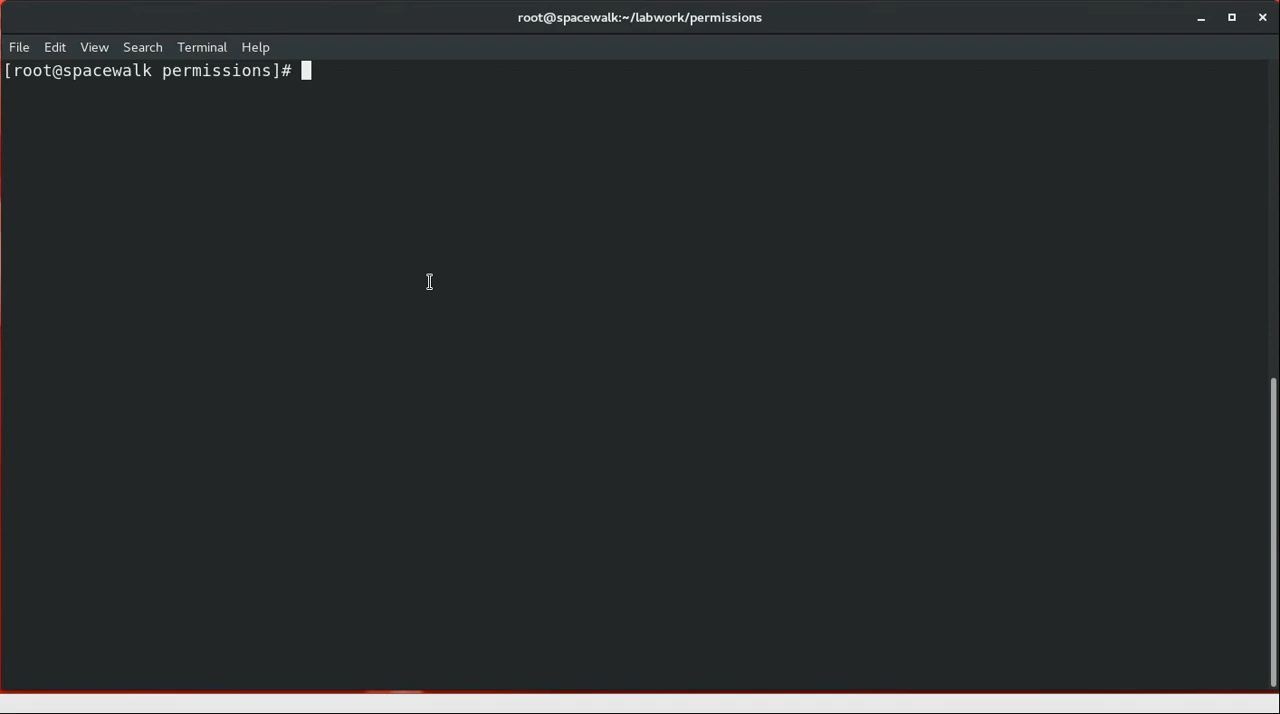 root@spacewalk:~/labwork/permissions
File Edit View Search Terminal Help
[root@spacewalk permissions]#